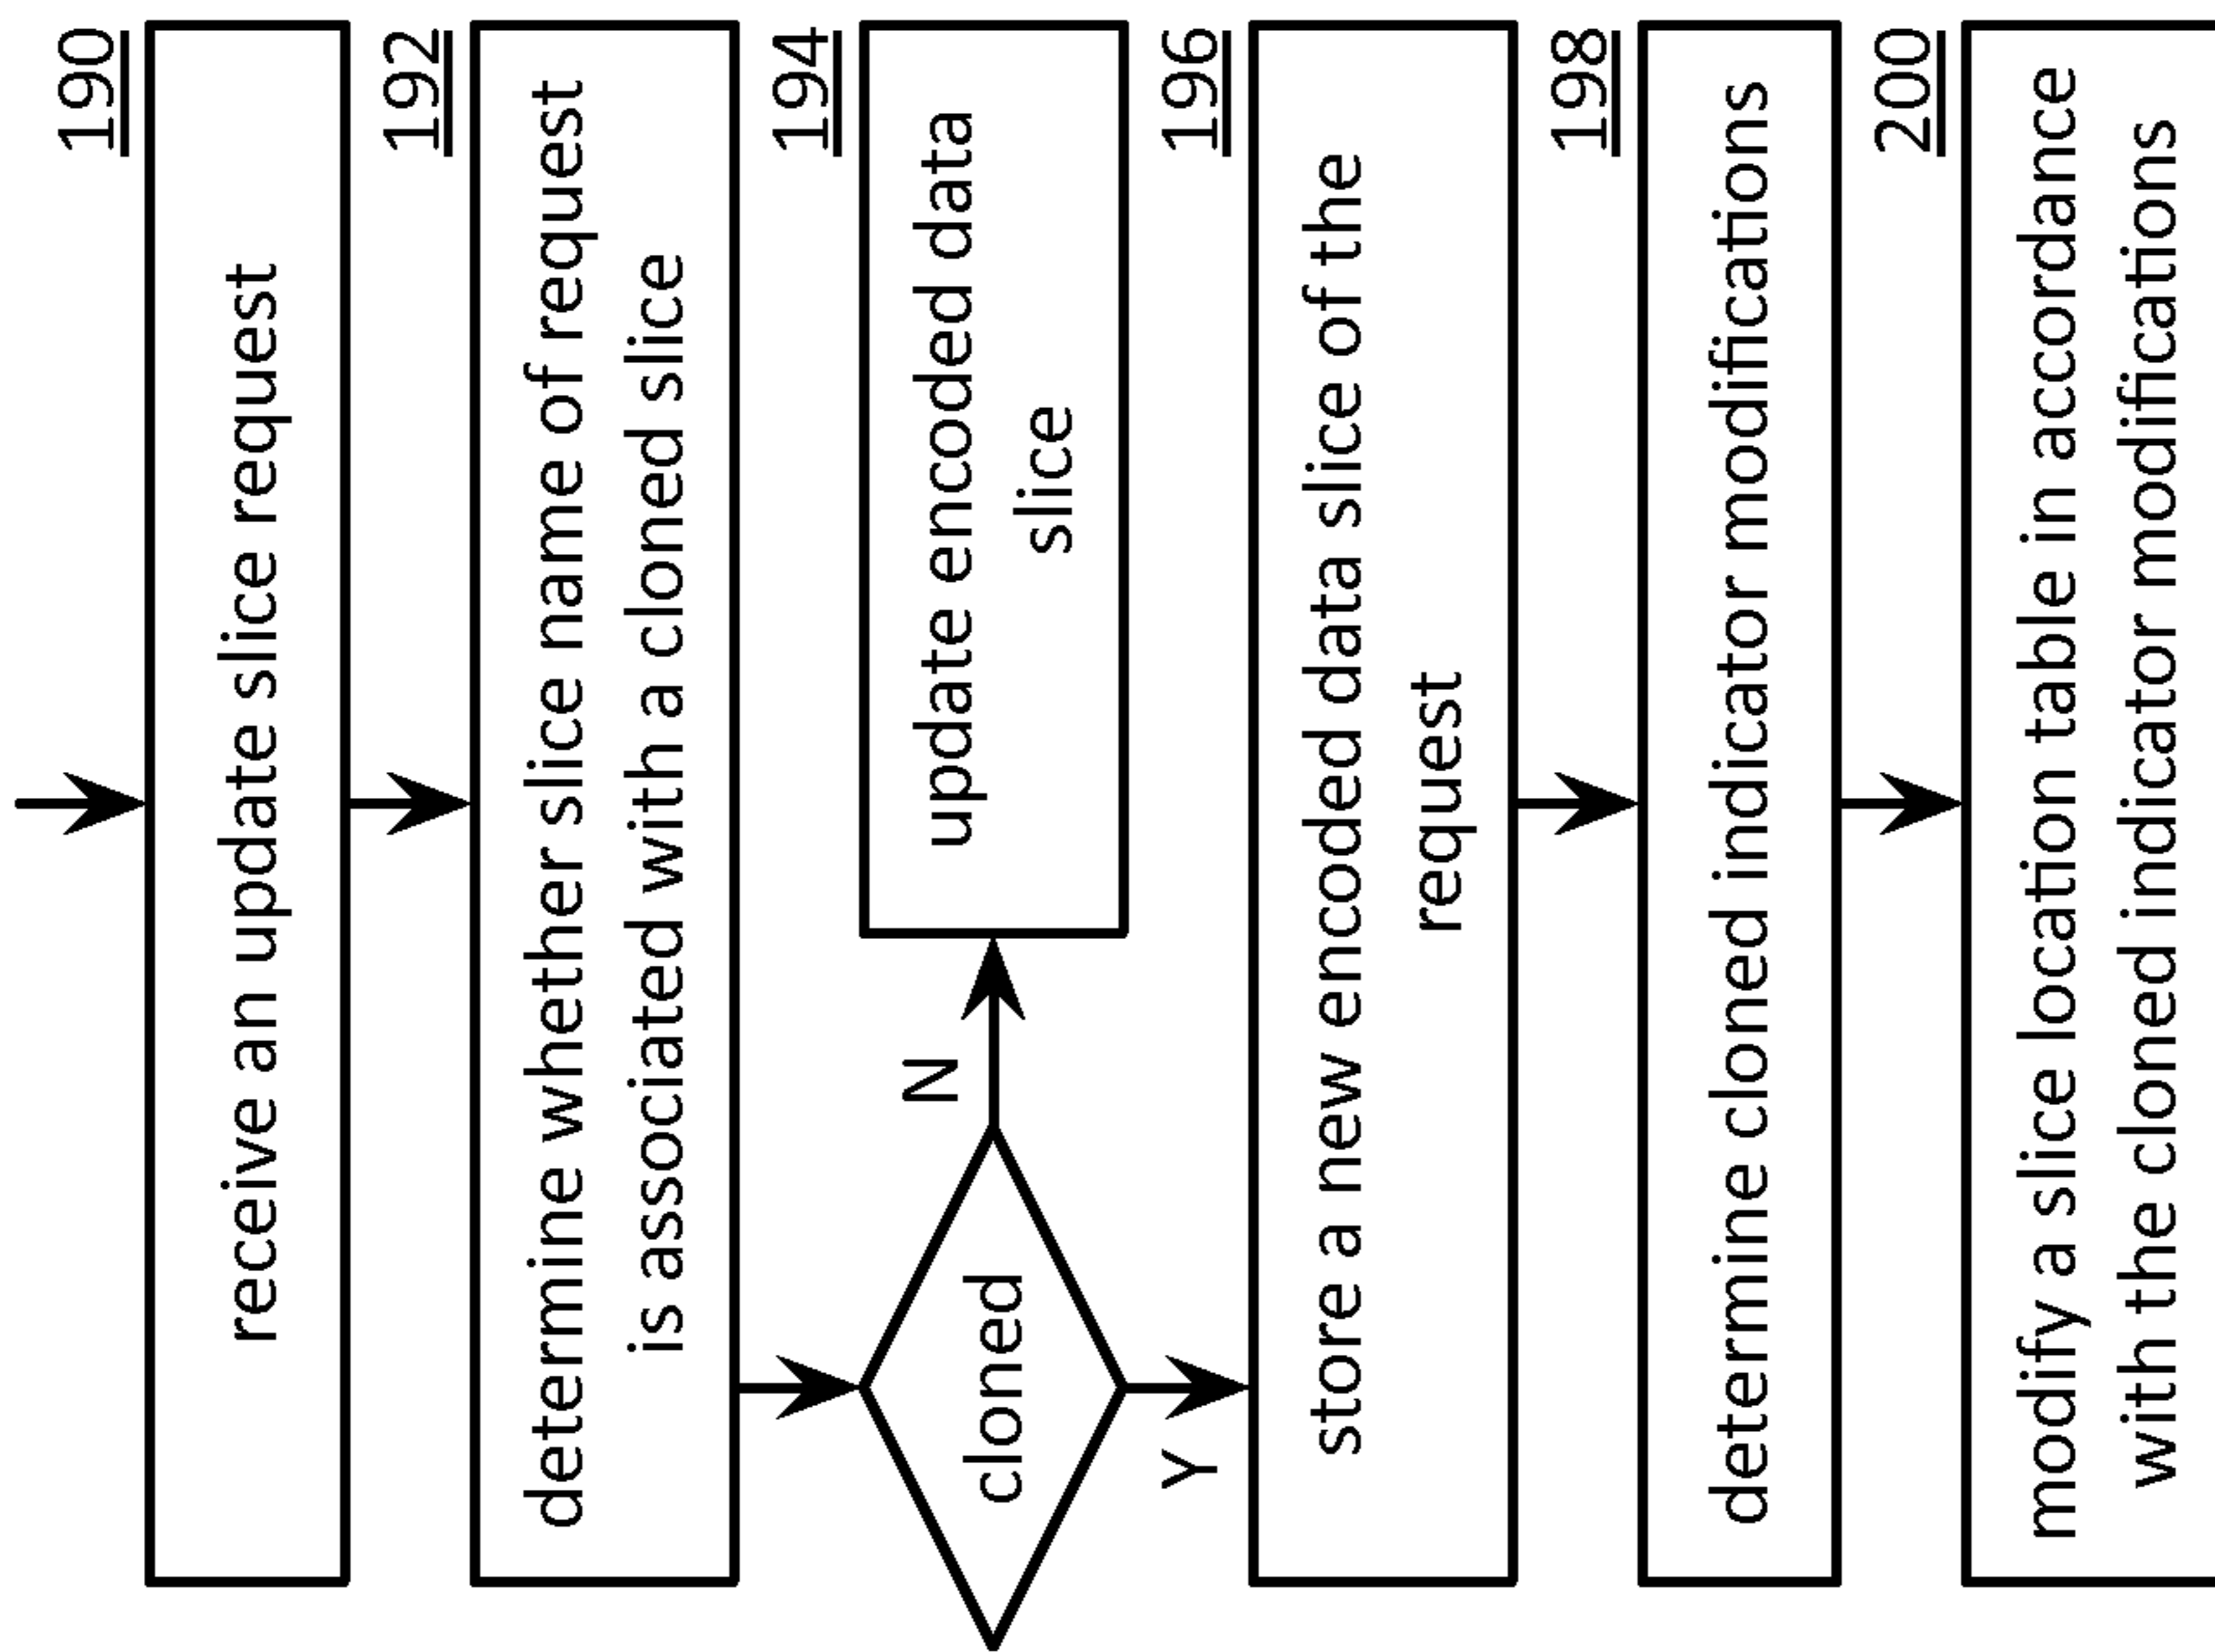 190
receive an update slice request
192
determine whether slice name of request
is associated with a cloned slice
cloned
N
194
update encoded data
slice
Y
196
store a new encoded data slice of the
request
198
determine cloned indicator modifications
200
modify a slice location table in accordance
with the cloned indicator modifications